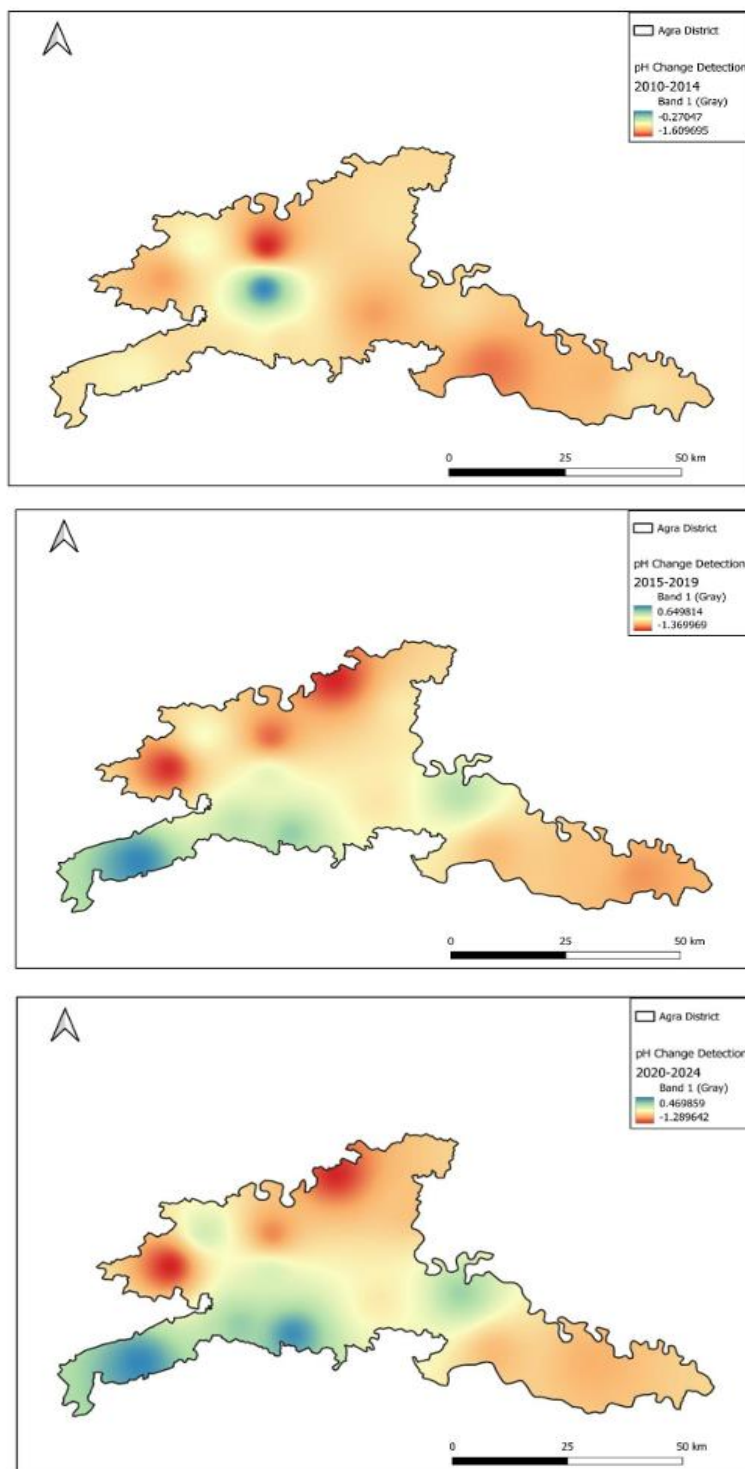 Agra District
pH Change Detection
2010-2014
Band 1 (Gray)
-0.27047
-1.609695
0 25 50 km
Agra District
pH Change Detection
2015-2019
Band 1 (Gray)
0.649814
-1.369969
0 25 50 km
Agra District
pH Change Detection
2020-2024
Band 1 (Gray)
0.469859
-1.289642
0 25 50 km